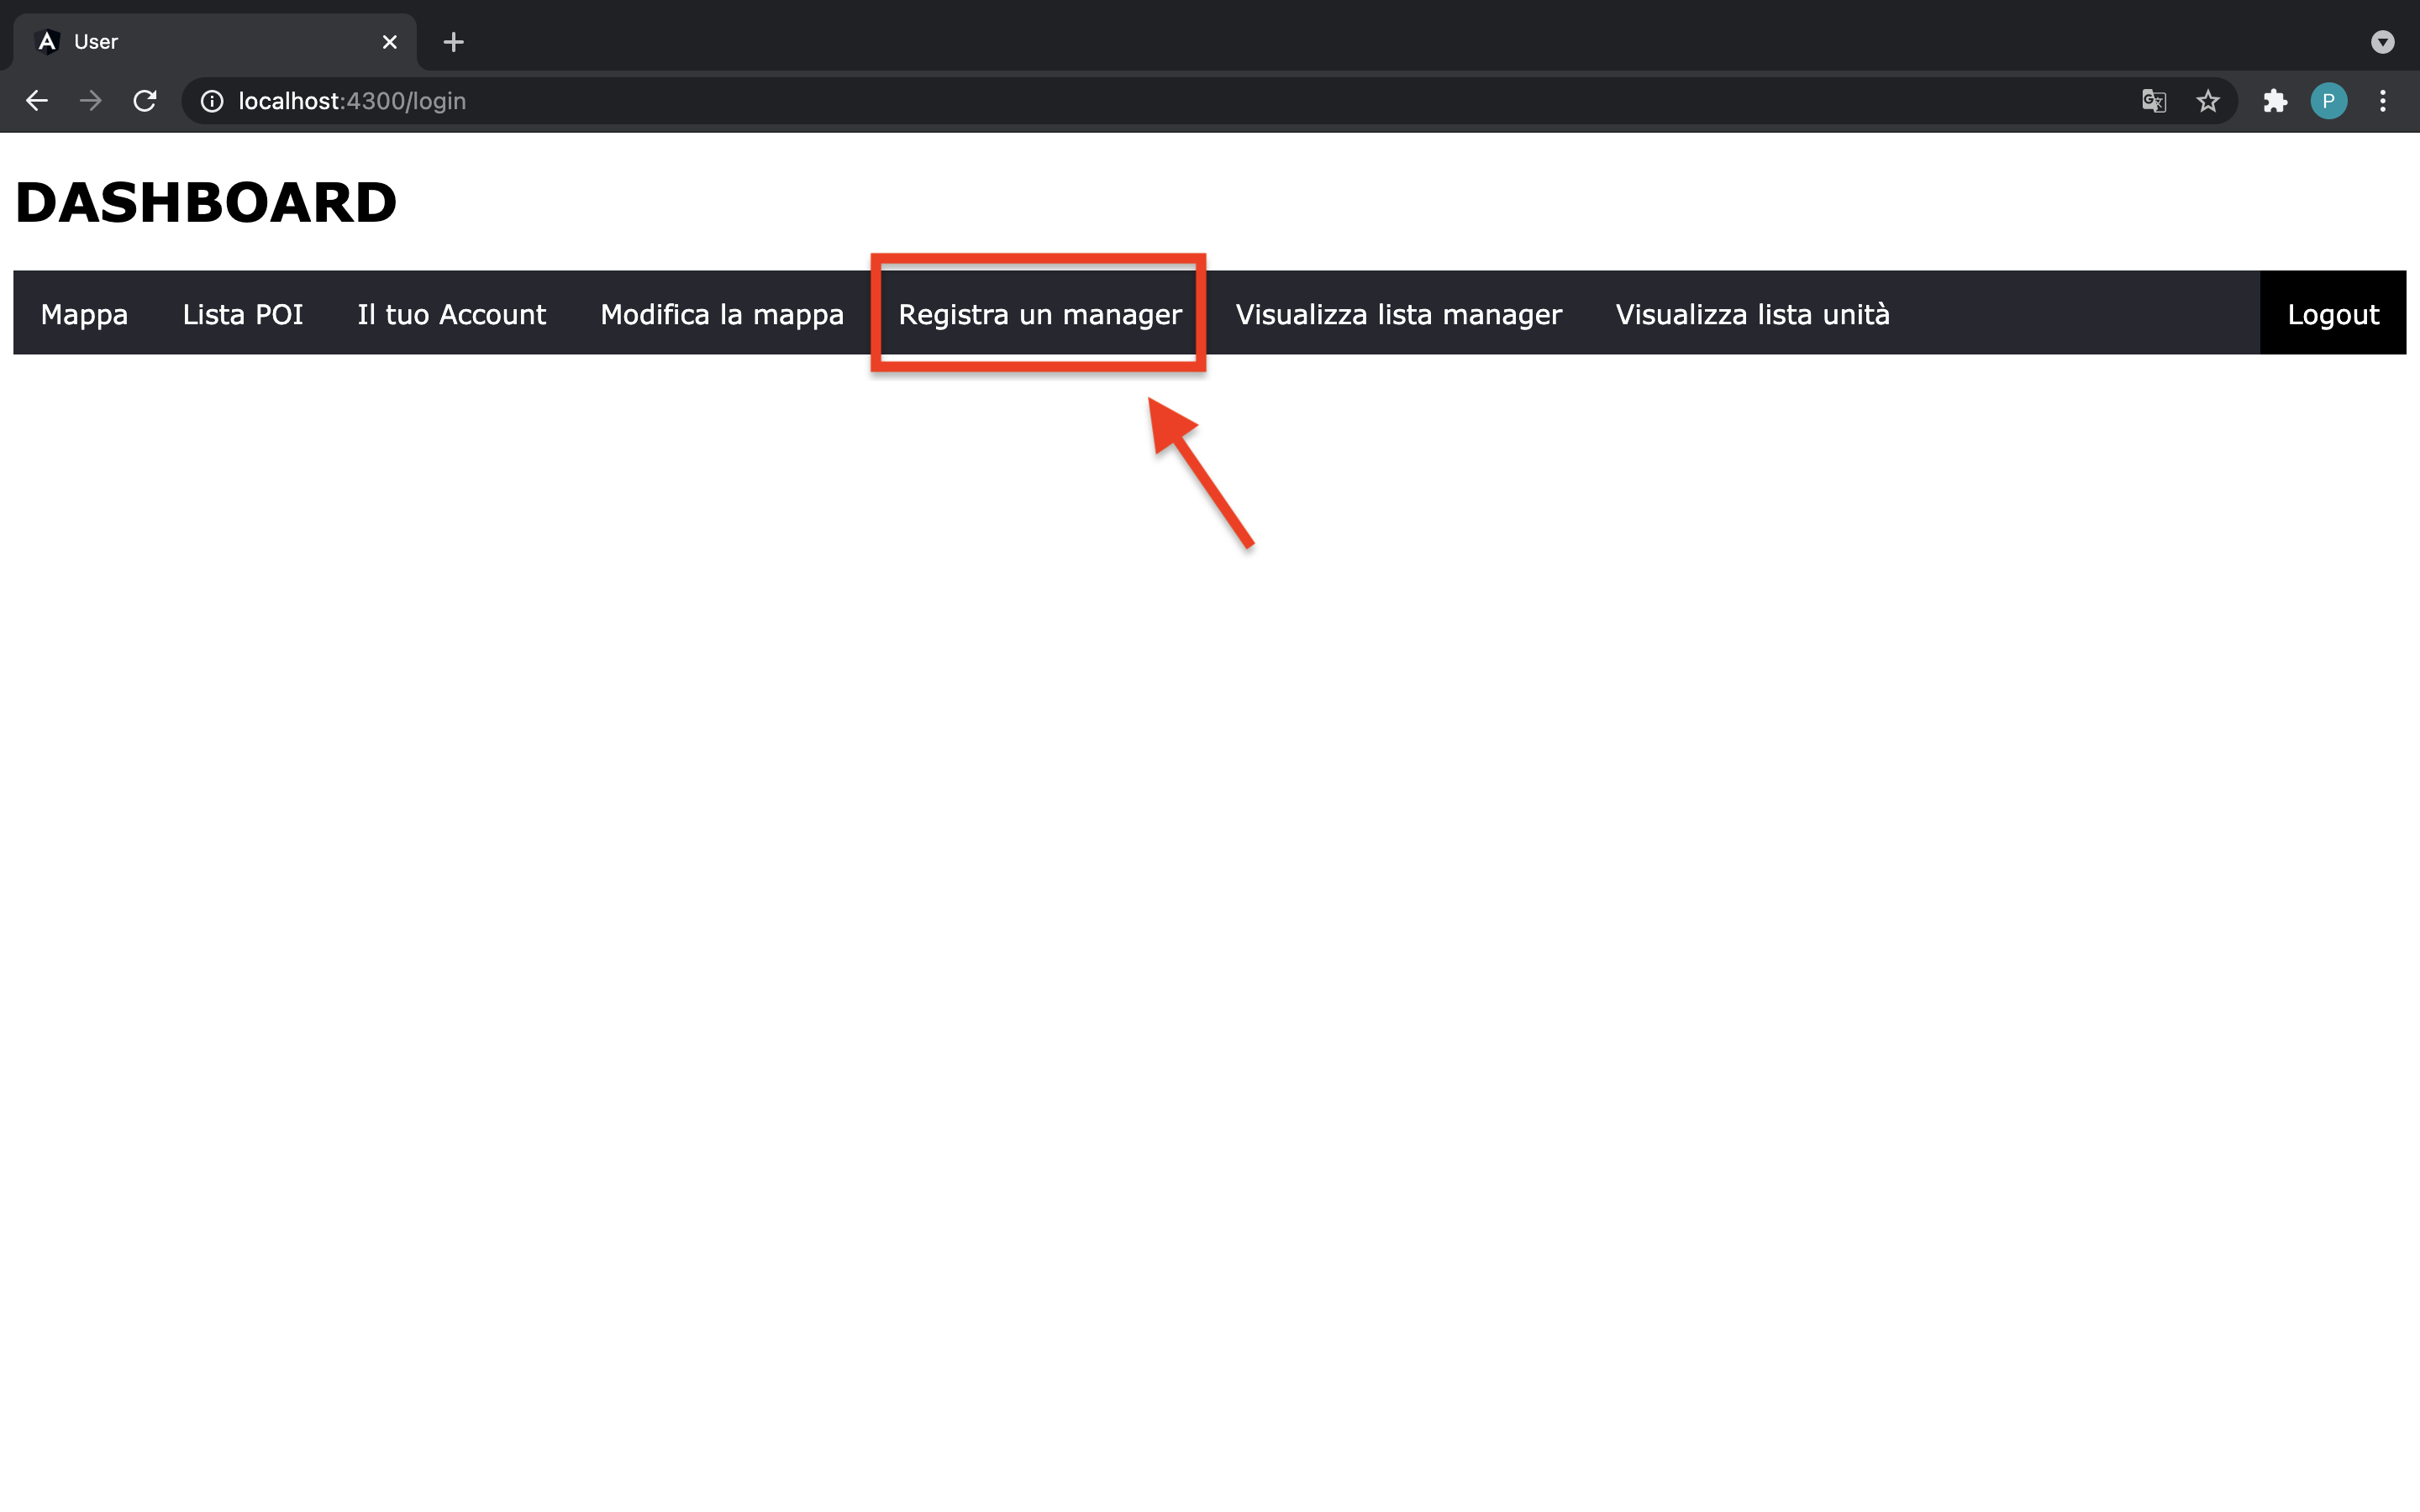 User
localhost:4300/login
P
DASHBOARD
Mappa Lista POI Il tuo Account Modifica la mappa Registra un manager Visualizza lista manager Visualizza lista unità Logout